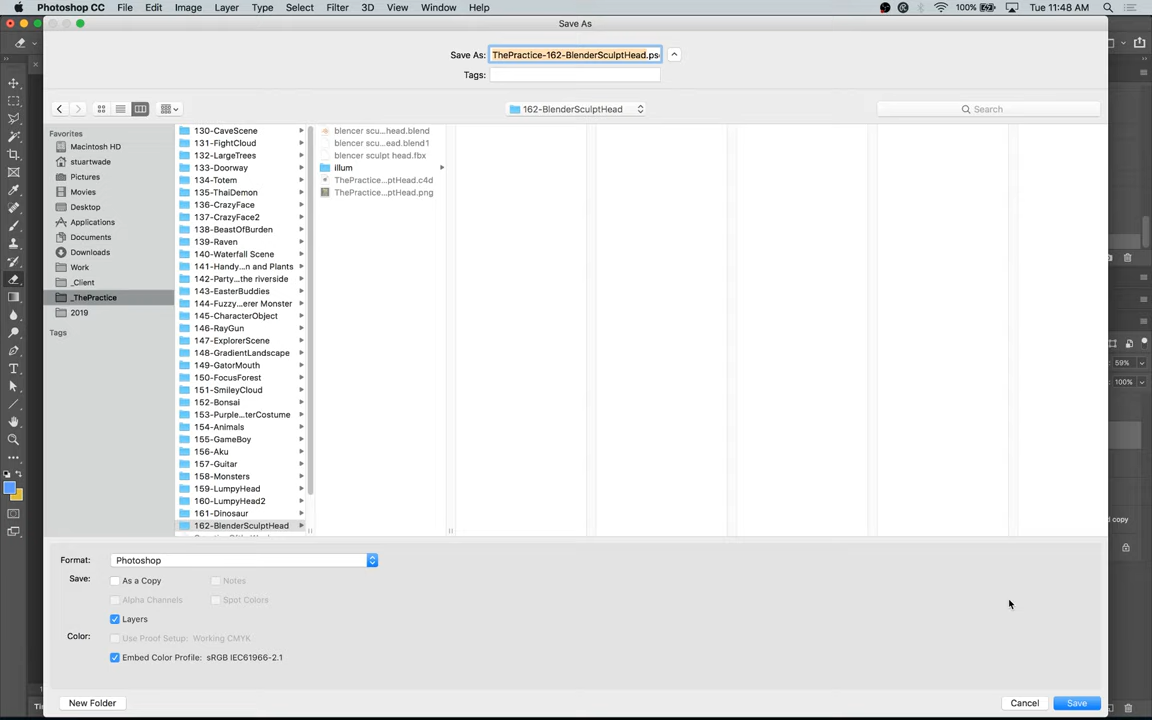 Photoshop CC File Edit Image Layer Type Select Filter 3D View Window Help 100% Tue 11:48 AM
Save As
Save As: ThePractice-162-BlenderSculptHead.ps
Tags:
162-BlenderSculptHead
Search
Favorites
Macintosh HD
stuartwade
Pictures
Movies
Desktop
Applications
Documents
Downloads
Work
_Client
_ThePractice
2019
Tags
130-CaveScene
131-FightCloud
132-LargeTrees
133-Doorway
134-Totem
135-ThaiDemon
136-CrazyFace
137-CrazyFace2
138-BeastOfBurden
139-Raven
140-Waterfall Scene
141-Handy...n and Plants
142-Party...the riverside
143-EasterBuddies
144-Fuzzy...erer Monster
145-CharacterObject
146-RayGun
147-ExplorerScene
148-GradientLandscape
149-GatorMouth
150-FocusForest
151-SmileyCloud
152-Bonsai
153-Purple...terCostume
154-Animals
155-GameBoy
156-Aku
157-Guitar
158-Monsters
159-LumpyHead
160-LumpyHead2
161-Dinosaur
162-BlenderSculptHead
blencer scu...head.blend
blencer scu...ead.blend1
blencer sculpt head.fbx
illum
ThePractice...ptHead.c4d
ThePractice...ptHead.png
59%
100%
d copy
Format: Photoshop
Save: As a Copy Notes
Alpha Channels Spot Colors
Layers
Color: Use Proof Setup: Working CMYK
Embed Color Profile: sRGB IEC61966-2.1
New Folder Cancel Save